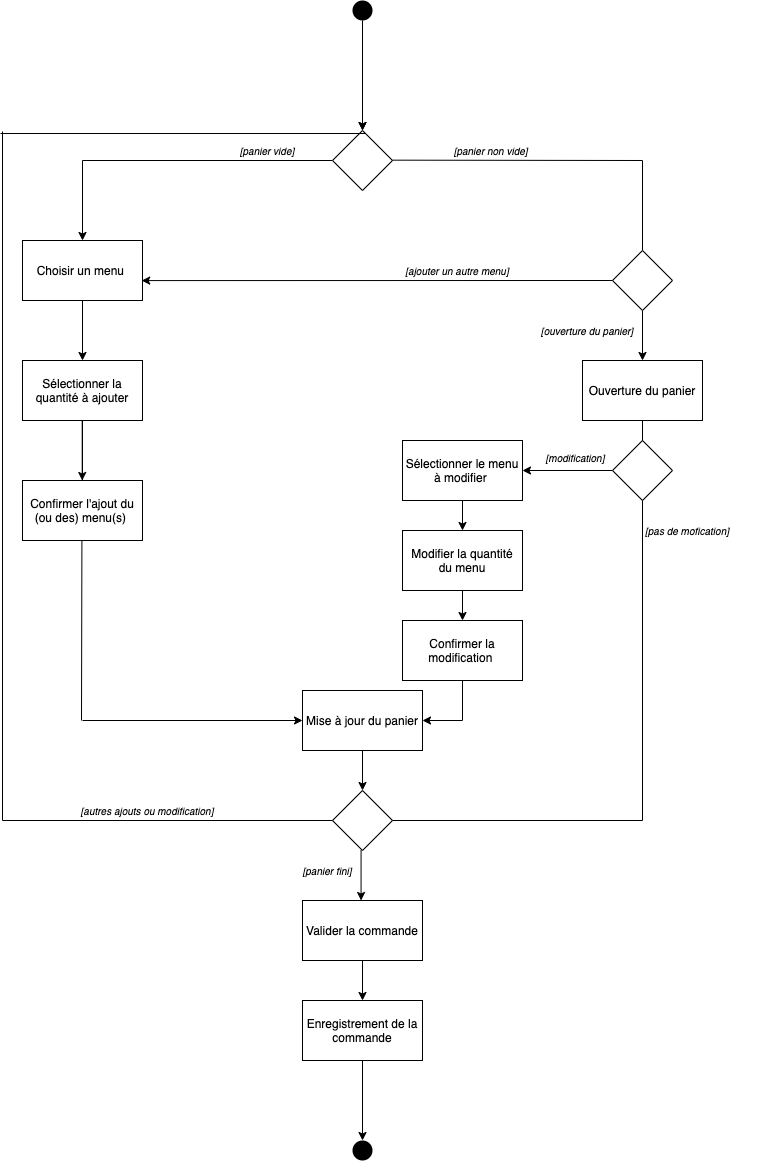 [panier vide]
[panier non vide]
Choisir un menu
[ajouter un autre menu]
[ouverture du panier]
Sélectionner la
quantité à ajouter
Ouverture du panier
Sélectionner le menu
à modifier
[modification]
Confirmer l'ajout du
(ou des) menu(s)
[pas de mofication]
Modifier la quantité
du menu
Confirmer la
modification
Mise à jour du panier
[autres ajouts ou modification]
[panier fini]
Valider la commande
Enregistrement de la
commande